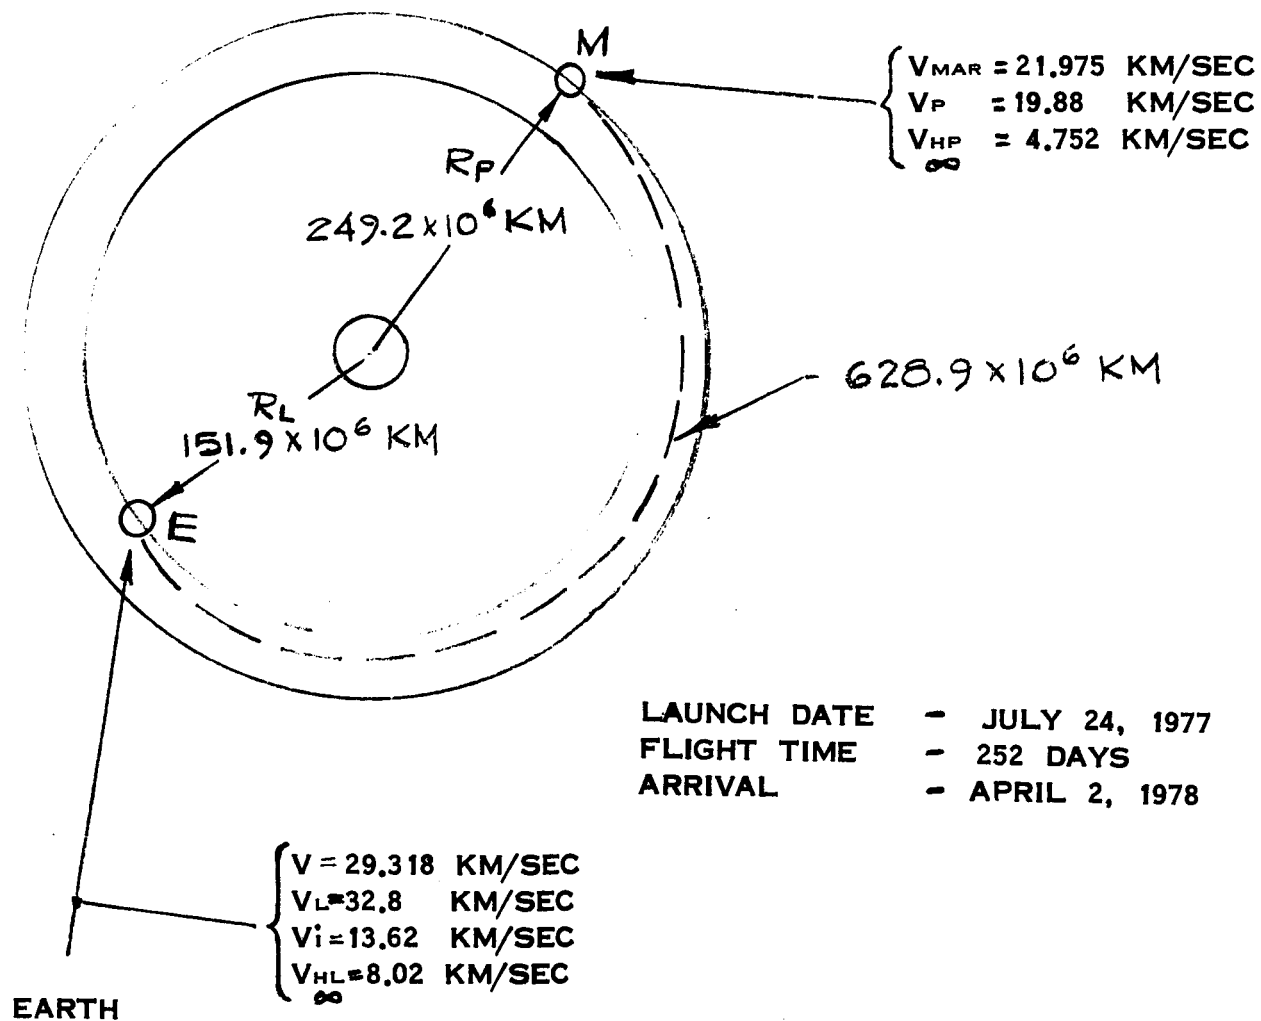 M
VMAR = 21.975 KM/SEC
VP = 19.88 KM/SEC
VHP = 4.752 KM/SEC
∞
RP
249.2 x 10⁶ KM
628.9 x 10⁶ KM
RL
151.9 x 10⁶ KM
E
LAUNCH DATE - JULY 24, 1977
FLIGHT TIME - 252 DAYS
ARRIVAL - APRIL 2, 1978
V = 29.318 KM/SEC
VL = 32.8 KM/SEC
Vi = 13.62 KM/SEC
VHL = 8.02 KM/SEC
∞
EARTH